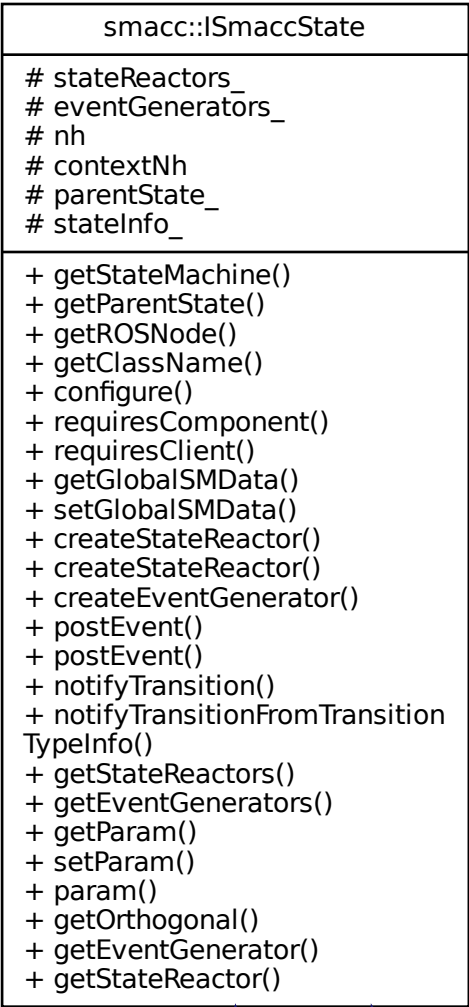 smacc::ISmaccState
# stateReactors_
# eventGenerators_
# nh
# contextNh
# parentState_
# stateInfo_
+ getStateMachine()
+ getParentState()
+ getROSNode()
+ getClassName()
+ configure()
+ requiresComponent()
+ requiresClient()
+ getGlobalSMData()
+ setGlobalSMData()
+ createStateReactor()
+ createStateReactor()
+ createEventGenerator()
+ postEvent()
+ postEvent()
+ notifyTransition()
+ notifyTransitionFromTransition
TypeInfo()
+ getStateReactors()
+ getEventGenerators()
+ getParam()
+ setParam()
+ param()
+ getOrthogonal()
+ getEventGenerator()
+ getStateReactor()